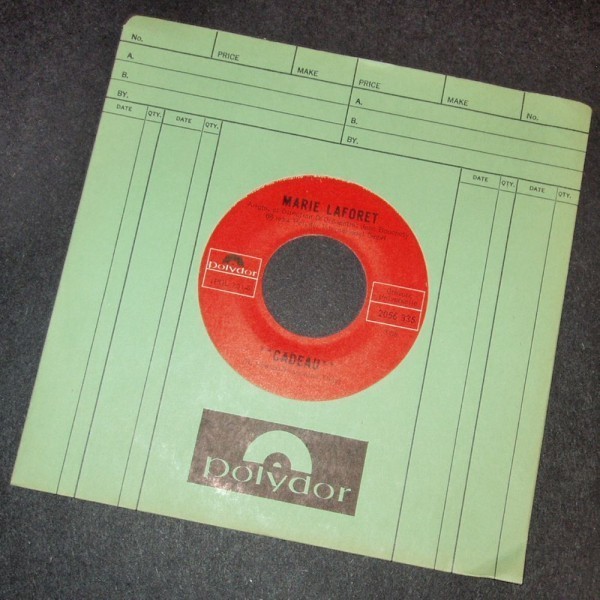 No.
PRICE
MAKE
PRICE
MAKE
No.
A.
B.
BY.
A.
B.
BY.
DATE QTY. DATE QTY.
DATE QTY. DATE QTY.
MARIE LAFORET
polydor
2056 335
"CADEAU"
polydor